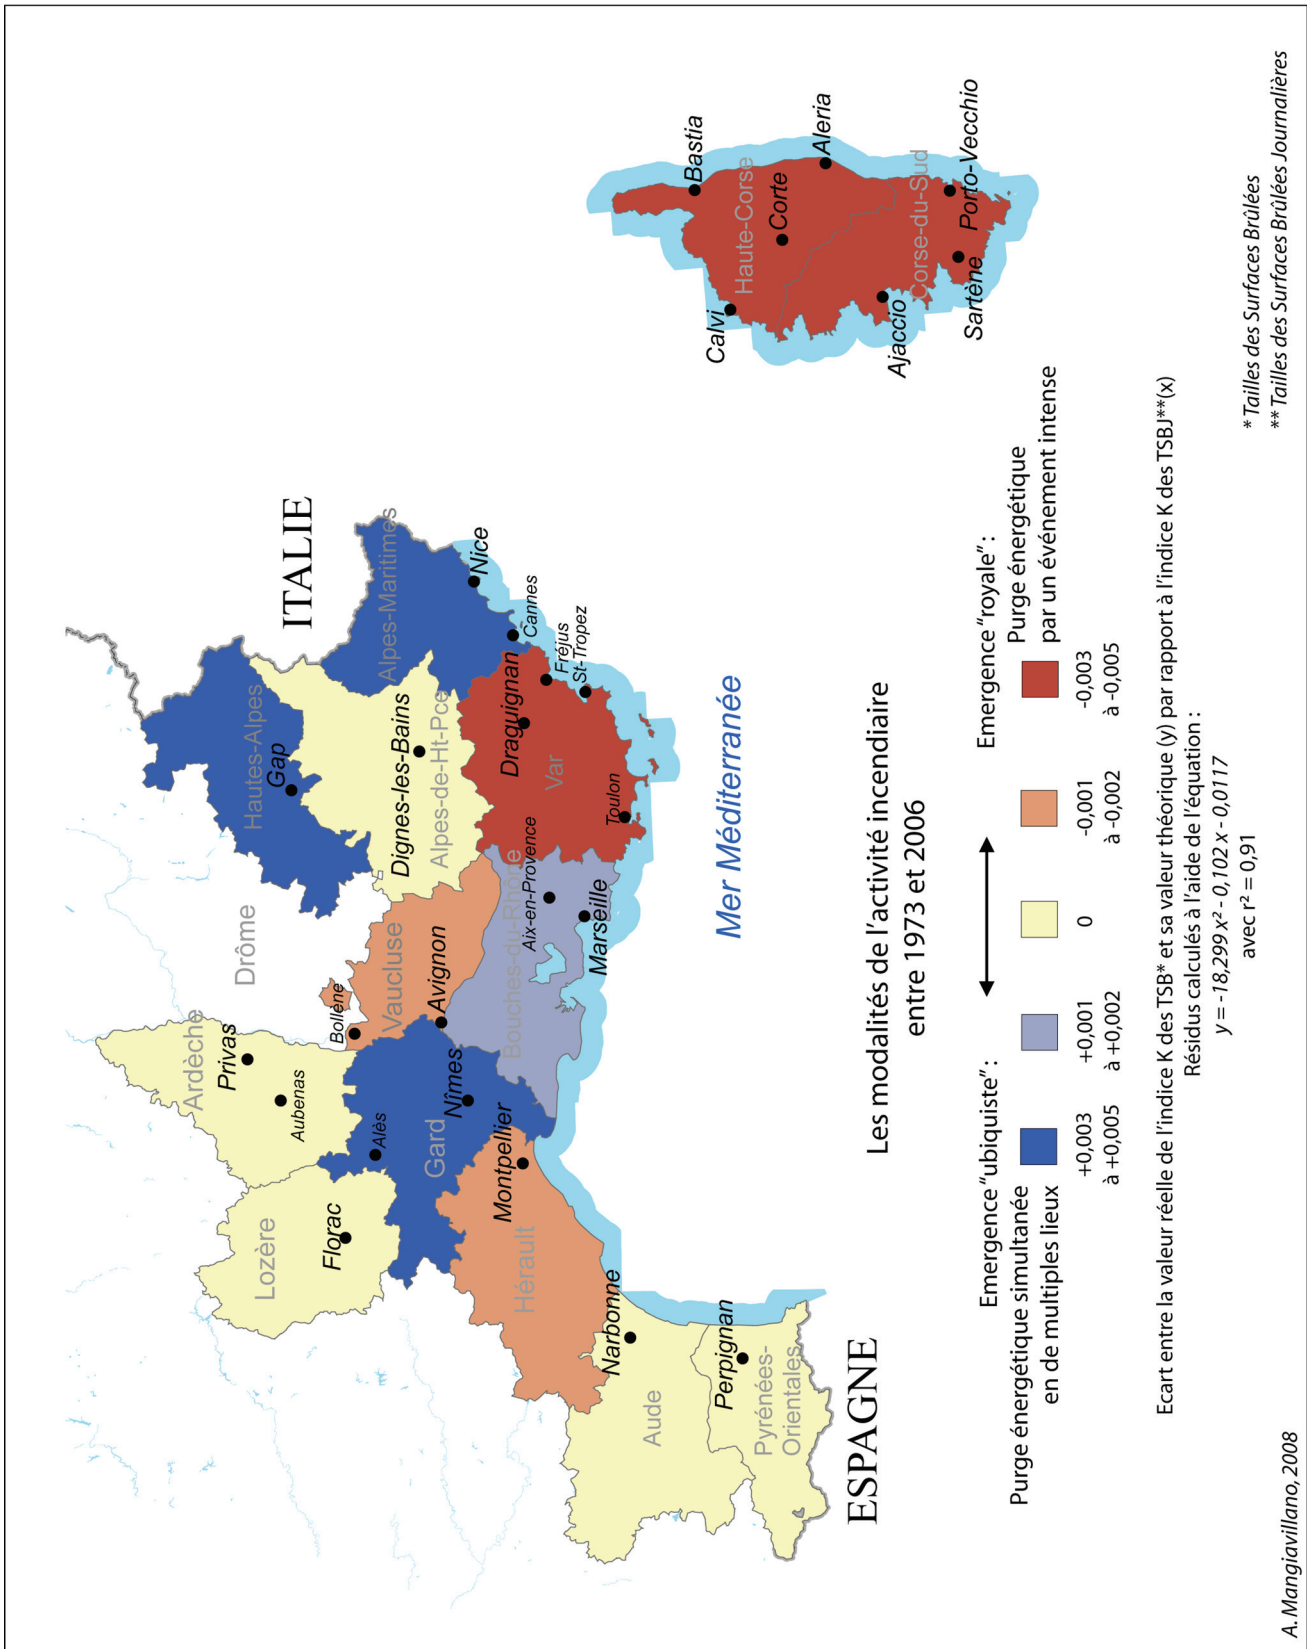 ITALIE
Hautes-Alpes
Gap
Drôme
Ardèche
Privas
Aubenas
Lozère
Florac
Alès
Bollène
Vaucluse
Avignon
Dignes-les-Bains
Alpes-de-Ht-Pce
Alpes-Maritimes
Nice
Cannes
Fréjus
St-Tropez
Draguignan
Var
Toulon
Gard
Nîmes
Bouches-du-Rhône
Aix-en-Provence
Marseille
Montpellier
Hérault
Narbonne
Aude
Perpignan
Pyrénées-
Orientales
ESPAGNE
Mer Méditerranée
Bastia
Haute-Corse
Calvi
Corte
Aleria
Ajaccio
Corse-du-Sud
Sartène
Porto-Vecchio
Les modalités de l'activité incendiaire
entre 1973 et 2006
Emergence "ubiquiste" :
Purge énergétique simultanée
en de multiples lieux
Emergence "royale" :
Purge énergétique
par un événement intense
+0,003
à +0,005
+0,001
à +0,002
0
-0,001
à -0,002
-0,003
à -0,005
Ecart entre la valeur réelle de l'indice K des TSB* et sa valeur théorique (y) par rapport à l'indice K des TSBJ**(x)
Résidus calculés à l'aide de l'équation :
y = -18,299 x² - 0,102 x - 0,0117
avec r² = 0,91
* Tailles des Surfaces Brûlées
** Tailles des Surfaces Brûlées Journalières
A. Mangiavillano, 2008